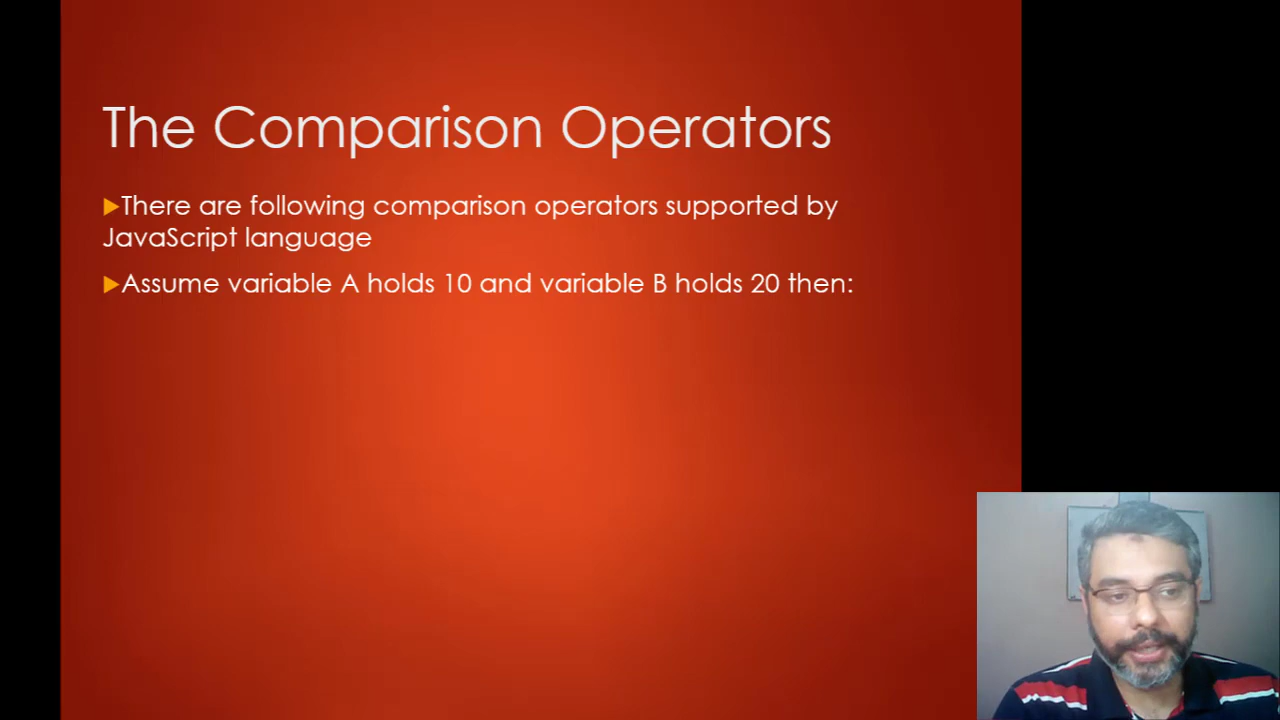 The Comparison Operators
▶There are following comparison operators supported by
JavaScript language
▶Assume variable A holds 10 and variable B holds 20 then: